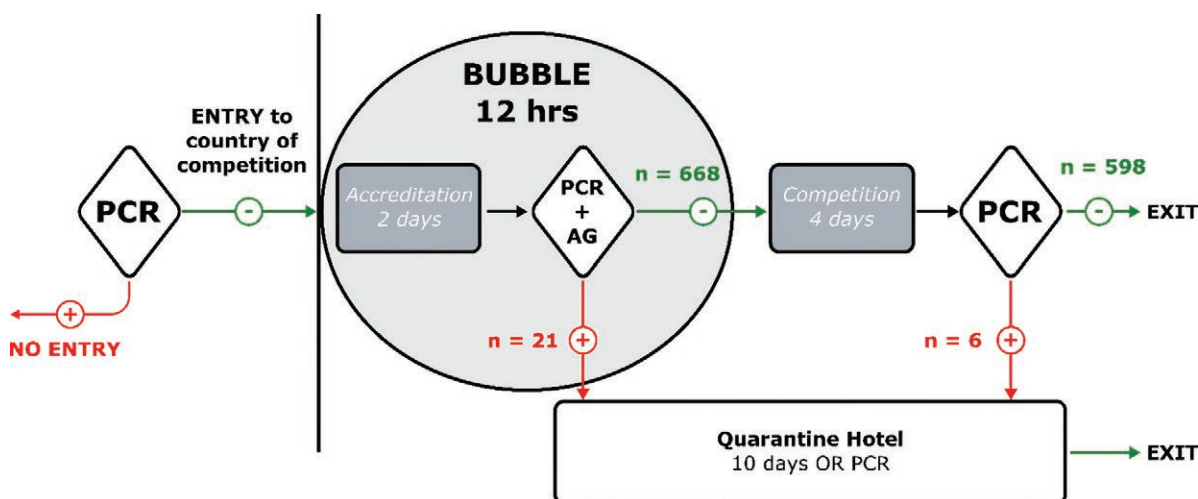 BUBBLE
12 hrs
ENTRY to
country of
competition
PCR
-
Accreditation
2 days
PCR
+
AG
n = 668
-
Competition
4 days
PCR
n = 598
-
EXIT
+
NO ENTRY
n = 21
+
n = 6
+
Quarantine Hotel
10 days OR PCR
EXIT